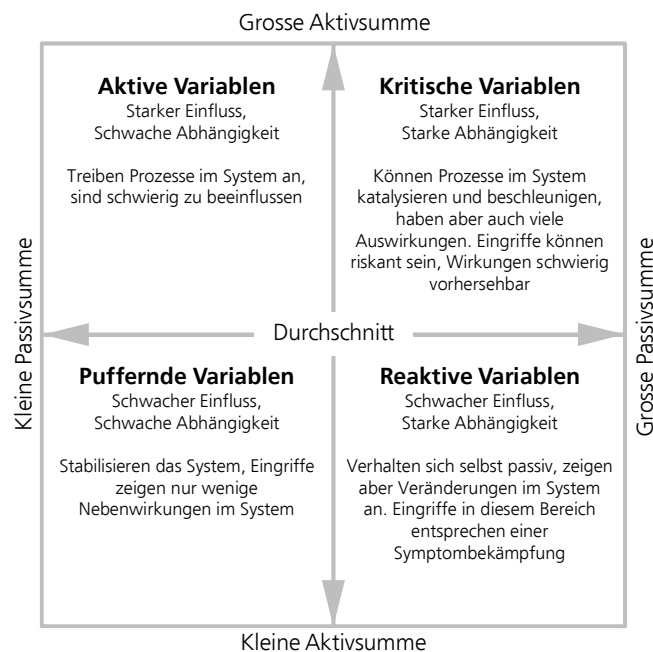 Grosse Aktivsumme
Aktive Variablen
Starker Einfluss,
Schwache Abhängigkeit
Treiben Prozesse im System an,
sind schwierig zu beeinflussen
Kritische Variablen
Starker Einfluss,
Starke Abhängigkeit
Können Prozesse im System
katalysieren und beschleunigen,
haben aber auch viele
Auswirkungen. Eingriffe können
riskant sein, Wirkungen schwierig
vorhersehbar
Kleine Passivsumme
Durchschnitt
Grosse Passivsumme
Puffernde Variablen
Schwacher Einfluss,
Schwache Abhängigkeit
Stabilisieren das System, Eingriffe
zeigen nur wenige
Nebenwirkungen im System
Reaktive Variablen
Schwacher Einfluss,
Starke Abhängigkeit
Verhalten sich selbst passiv, zeigen
aber Veränderungen im System
an. Eingriffe in diesem Bereich
entsprechen einer
Symptombekämpfung
Kleine Aktivsumme